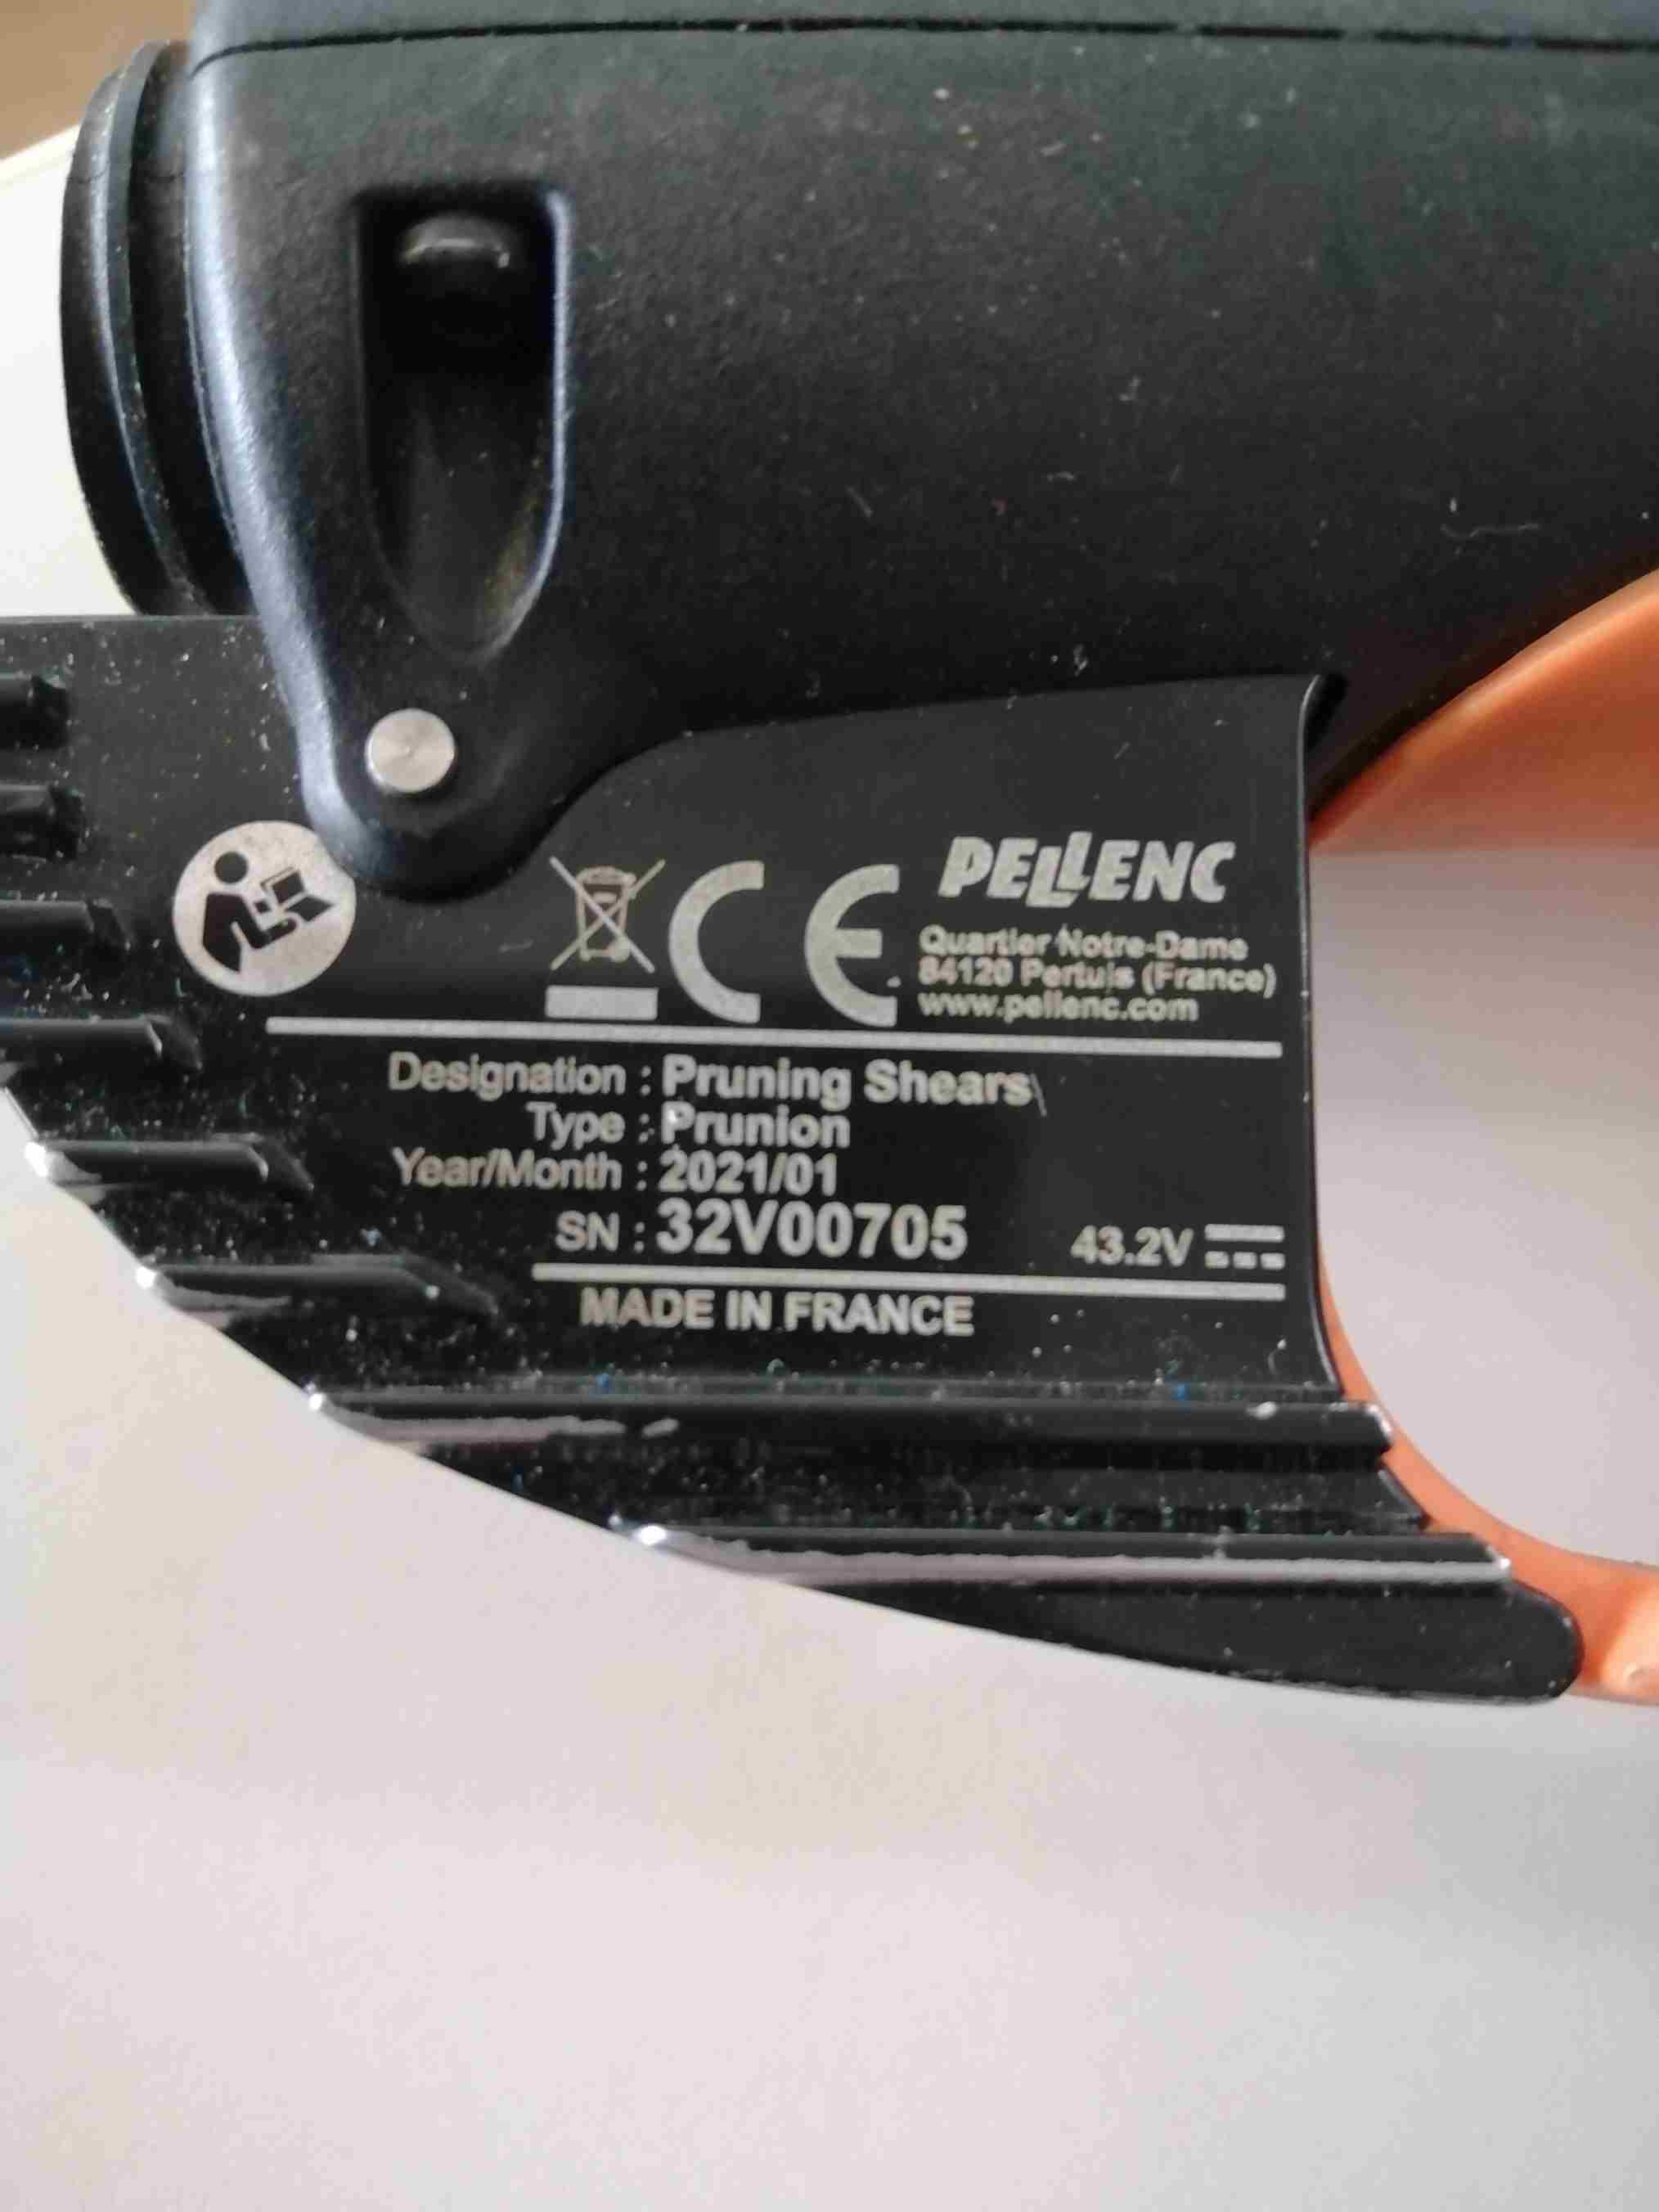 PELLENC
Quartier Notre-Dame
84120 Pertuis (France)
www.pellenc.com
Designation : Pruning Shears
Type : Prunion
Year/Month : 2021/01
SN : 32V00705
43.2V
MADE IN FRANCE